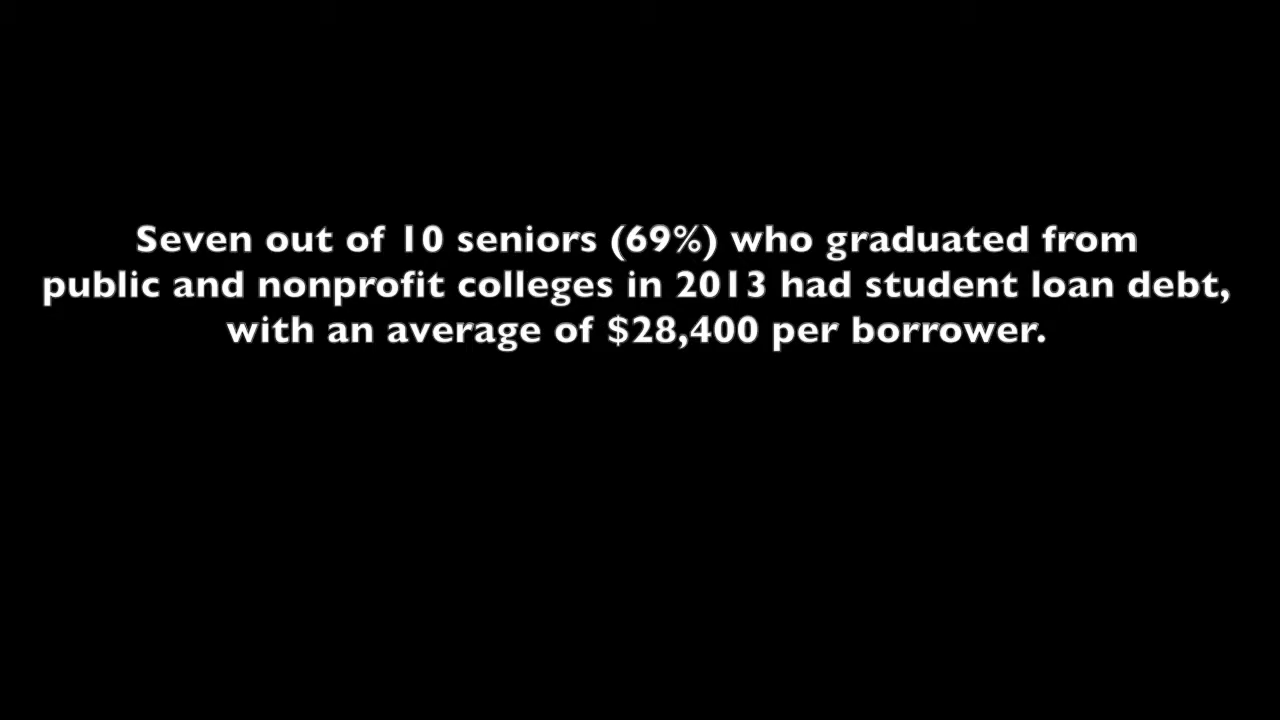 Seven out of 10 seniors (69%) who graduated from
public and nonprofit colleges in 2013 had student loan debt,
with an average of $28,400 per borrower.